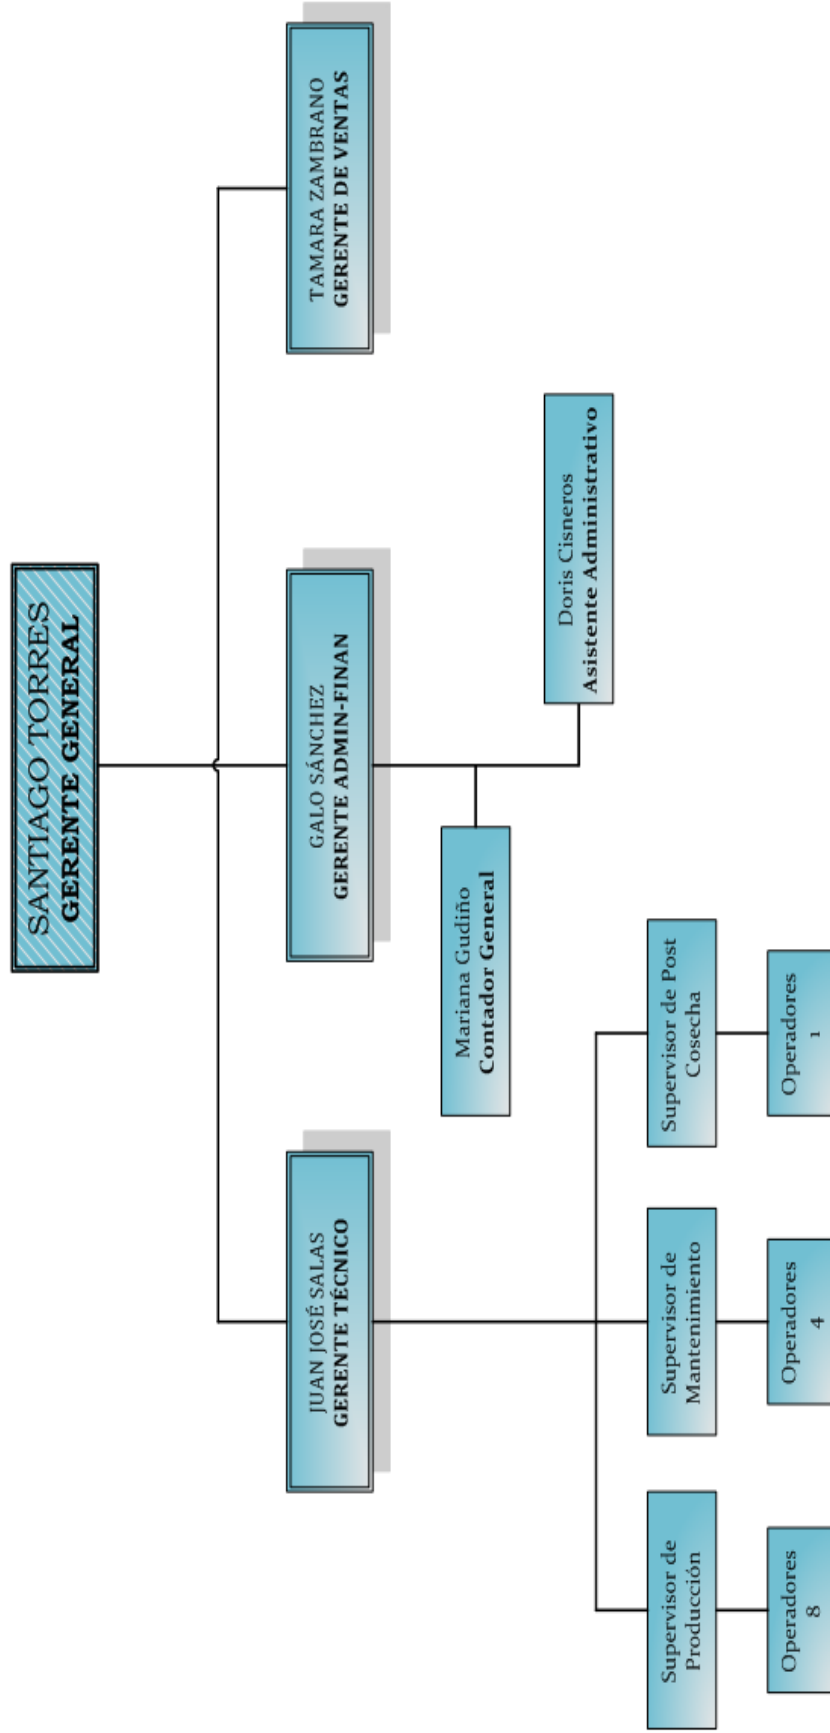 SANTIAGO TORRES
GERENTE GENERAL
JUAN JOSÉ SALAS
GERENTE TÉCNICO
GALO SÁNCHEZ
GERENTE ADMIN-FINAN
TAMARA ZAMBRANO
GERENTE DE VENTAS
Mariana Gudiño
Contador General
Doris Cisneros
Asistente Administrativo
Supervisor de
Producción
Supervisor de
Mantenimiento
Supervisor de Post
Cosecha
Operadores
8
Operadores
4
Operadores
1